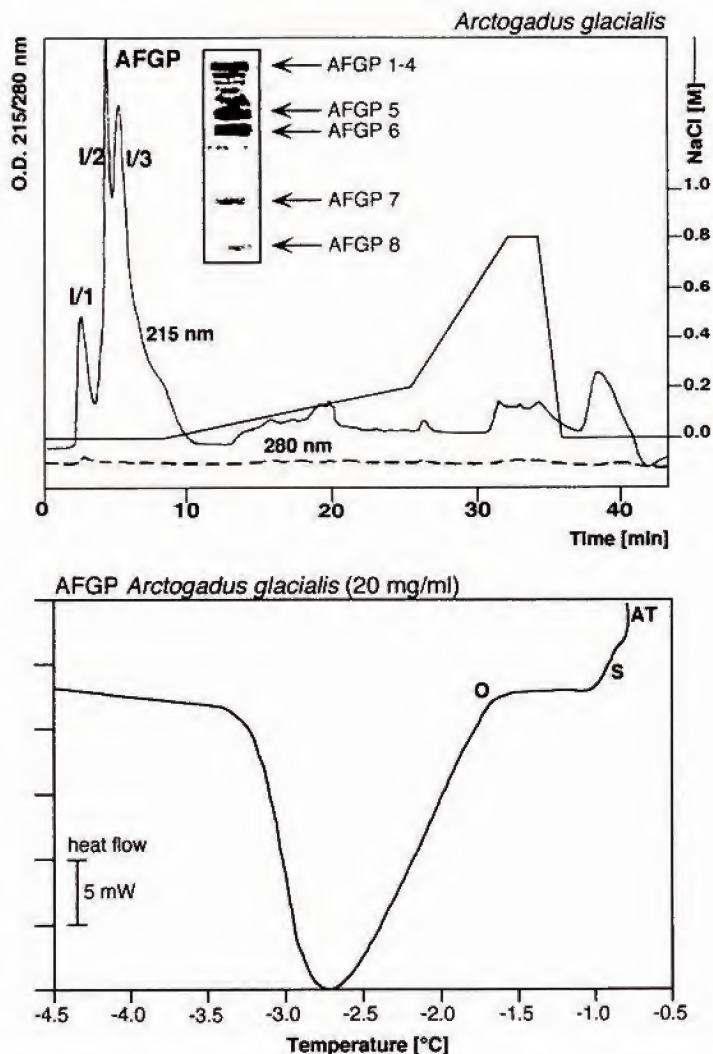 Arctogadus glacialis
O.D. 215/280 nm
AFGP
I/1
I/2
I/3
AFGP 1-4
AFGP 5
AFGP 6
AFGP 7
AFGP 8
215 nm
280 nm
NaCl [M]
1.0
0.8
0.6
0.4
0.2
0.0
0 10 20 30 40
Time [min]
AFGP Arctogadus glacialis (20 mg/ml)
AT
S
O
heat flow
5 mW
-4.5 -4.0 -3.5 -3.0 -2.5 -2.0 -1.5 -1.0 -0.5
Temperature [°C]